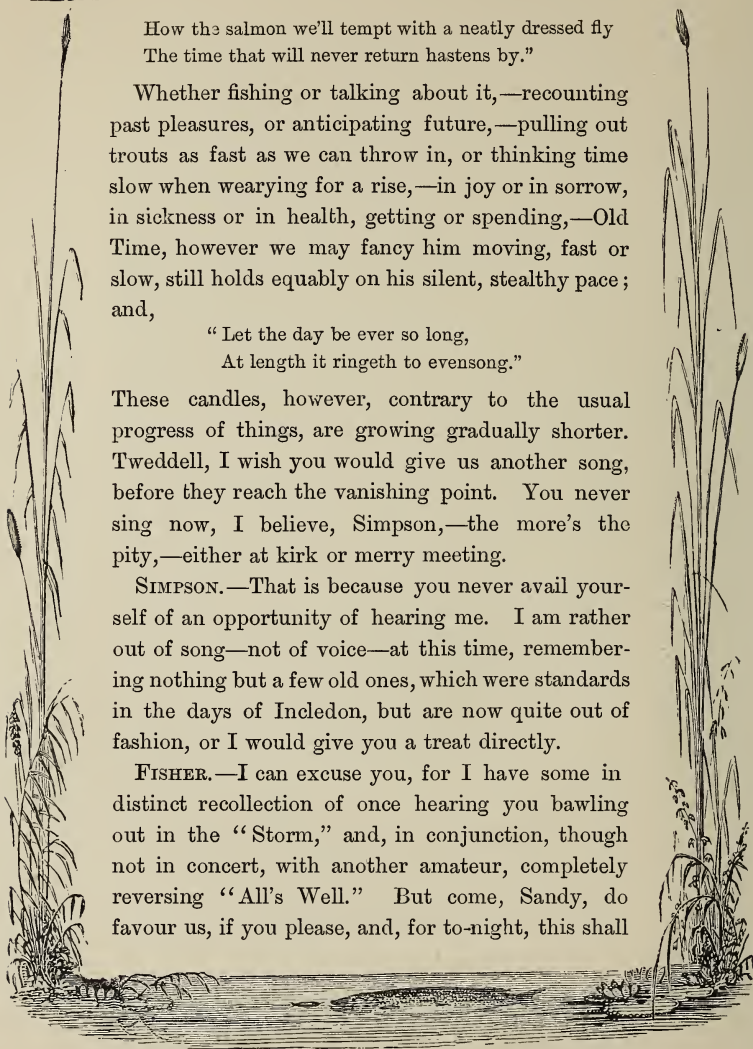 How the salmon we'll tempt with a neatly dressed fly
The time that will never return hastens by."
Whether fishing or talking about it,—recounting
past pleasures, or anticipating future,—pulling out
trouts as fast as we can throw in, or thinking time
slow when wearying for a rise,—in joy or in sorrow,
in sickness or in health, getting or spending,—Old
Time, however we may fancy him moving, fast or
slow, still holds equably on his silent, stealthy pace;
and,
"Let the day be ever so long,
At length it ringeth to evensong."
These candles, however, contrary to the usual
progress of things, are growing gradually shorter.
Tweddell, I wish you would give us another song,
before they reach the vanishing point. You never
sing now, I believe, Simpson,—the more's the
pity,—either at kirk or merry meeting.
SIMPSON.—That is because you never avail your-
self of an opportunity of hearing me. I am rather
out of song—not of voice—at this time, remember-
ing nothing but a few old ones, which were standards
in the days of Incledon, but are now quite out of
fashion, or I would give you a treat directly.
FISHER.—I can excuse you, for I have some in
distinct recollection of once hearing you bawling
out in the "Storm," and, in conjunction, though
not in concert, with another amateur, completely
reversing "All's Well." But come, Sandy, do
favour us, if you please, and, for to-night, this shall